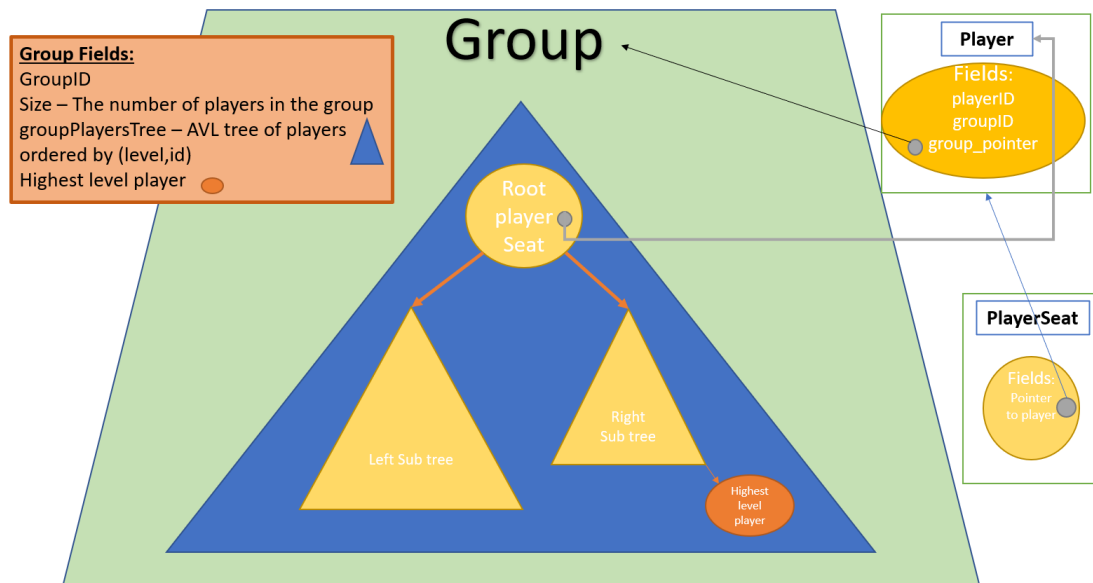 Group
Group Fields:
GroupID
Size – The number of players in the group
groupPlayersTree – AVL tree of players
ordered by (level,id)
Highest level player
Player
Fields:
playerID
groupID
group_pointer
Root
player
Seat
PlayerSeat
Fields:
Pointer
to player
Left Sub tree
Right
Sub tree
Highest
level
player